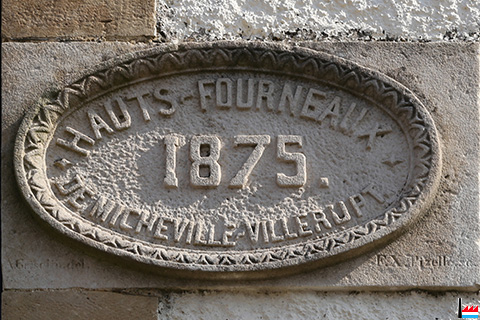 HAUTS-FOURNEAUX
1875.
DE MICHEVILLE-VILLERUPT